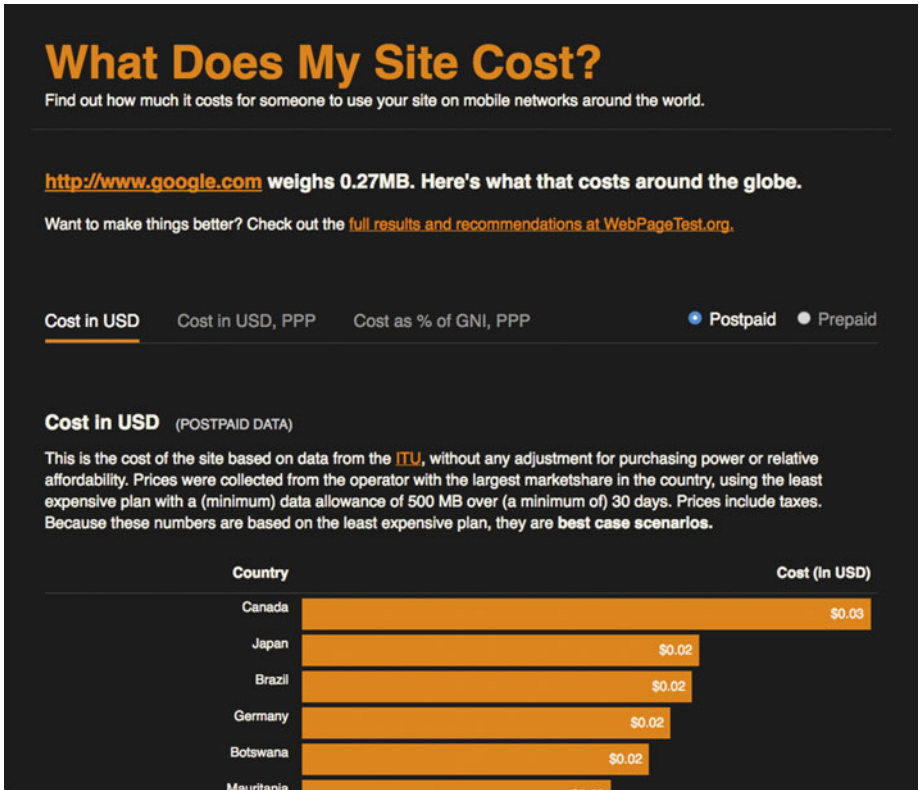 What Does My Site Cost?
Find out how much it costs for someone to use your site on mobile networks around the world.
http://www.google.com weighs 0.27MB. Here's what that costs around the globe.
Want to make things better? Check out the full results and recommendations at WebPageTest.org.
Cost in USD Cost in USD, PPP Cost as % of GNI, PPP Postpaid Prepaid
Cost in USD (POSTPAID DATA)
This is the cost of the site based on data from the ITU, without any adjustment for purchasing power or relative
affordability. Prices were collected from the operator with the largest marketshare in the country, using the least
expensive plan with a (minimum) data allowance of 500 MB over (a minimum of) 30 days. Prices include taxes.
Because these numbers are based on the least expensive plan, they are best case scenarios.
Country Cost (in USD)
Canada $0.03
Japan $0.02
Brazil $0.02
Germany $0.02
Botswana $0.02
Mauritania